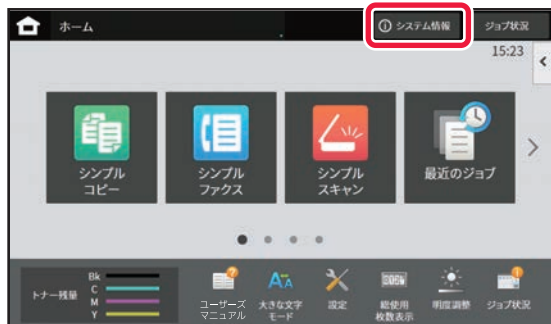 ホーム
システム情報
ジョブ状況
15:23
シンプル
コピー
シンプル
ファクス
シンプル
スキャン
最近のジョブ
トナー残量
Bk
C
M
Y
ユーザーズ
マニュアル
大きな文字
モード
設定
総使用
枚数表示
明度調整
ジョブ状況